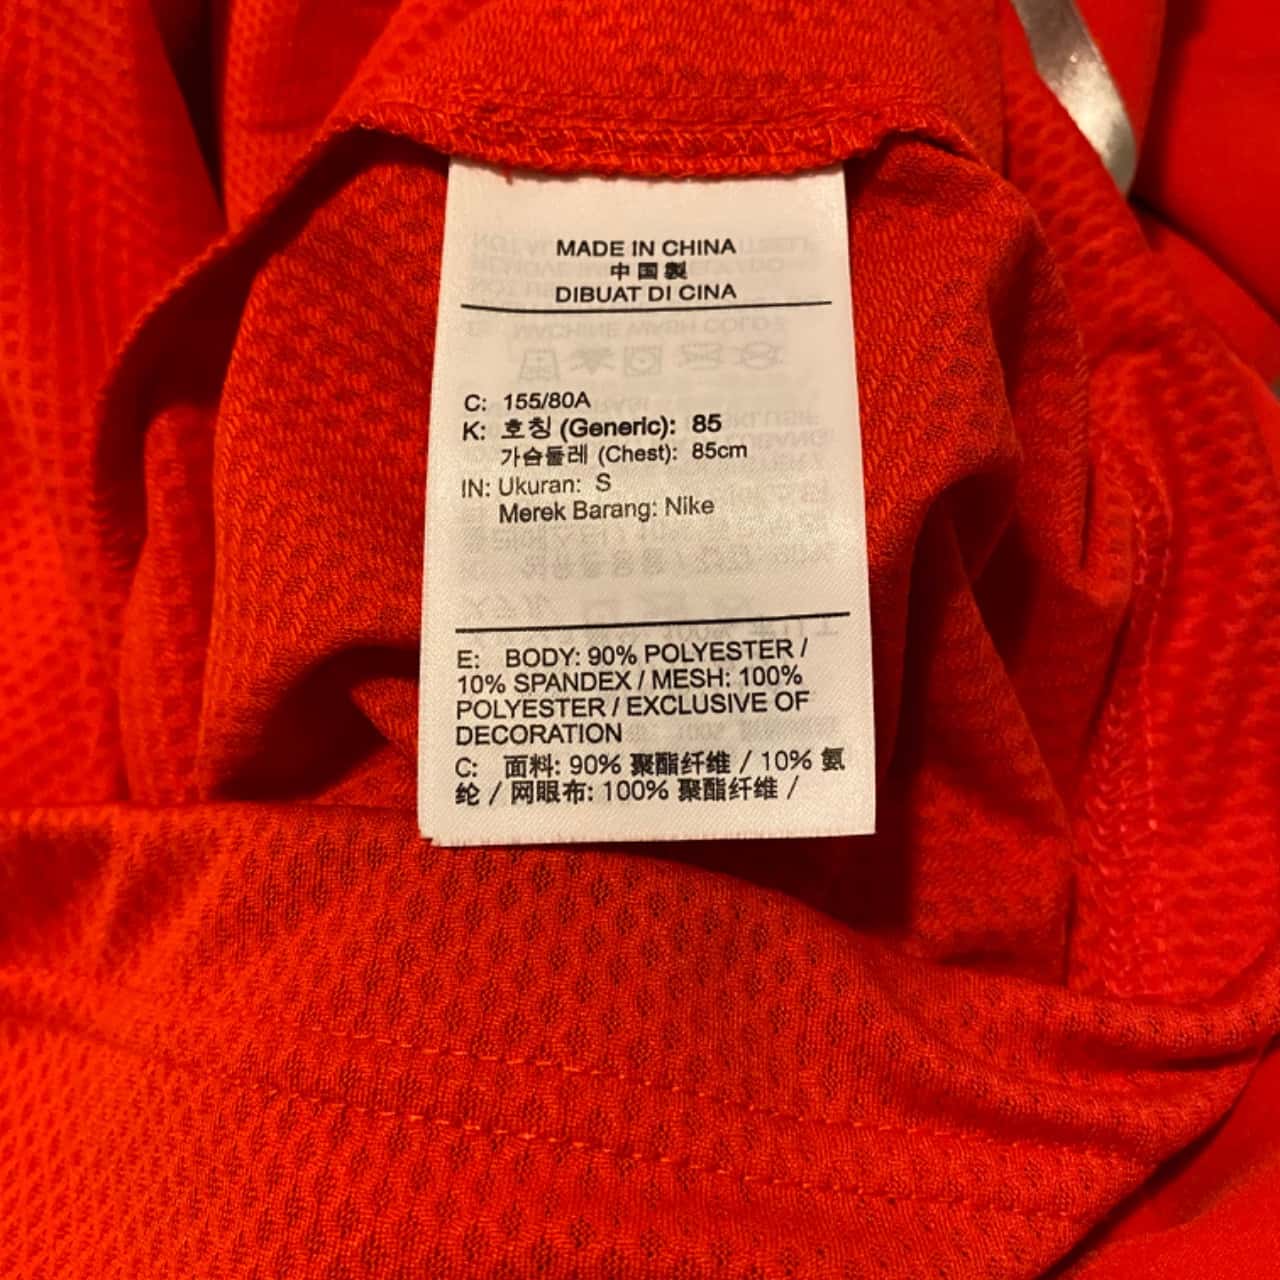 MADE IN CHINA
中国製
DIBUAT DI CINA
C: 155/80A
K: 호칭 (Generic): 85
가슴둘레 (Chest): 85cm
IN: Ukuran: S
Merek Barang: Nike
E: BODY: 90% POLYESTER /
10% SPANDEX / MESH: 100%
POLYESTER / EXCLUSIVE OF
DECORATION
C: 面料: 90% 聚酯纤维 / 10% 氨
纶 / 网眼布: 100% 聚酯纤维 /